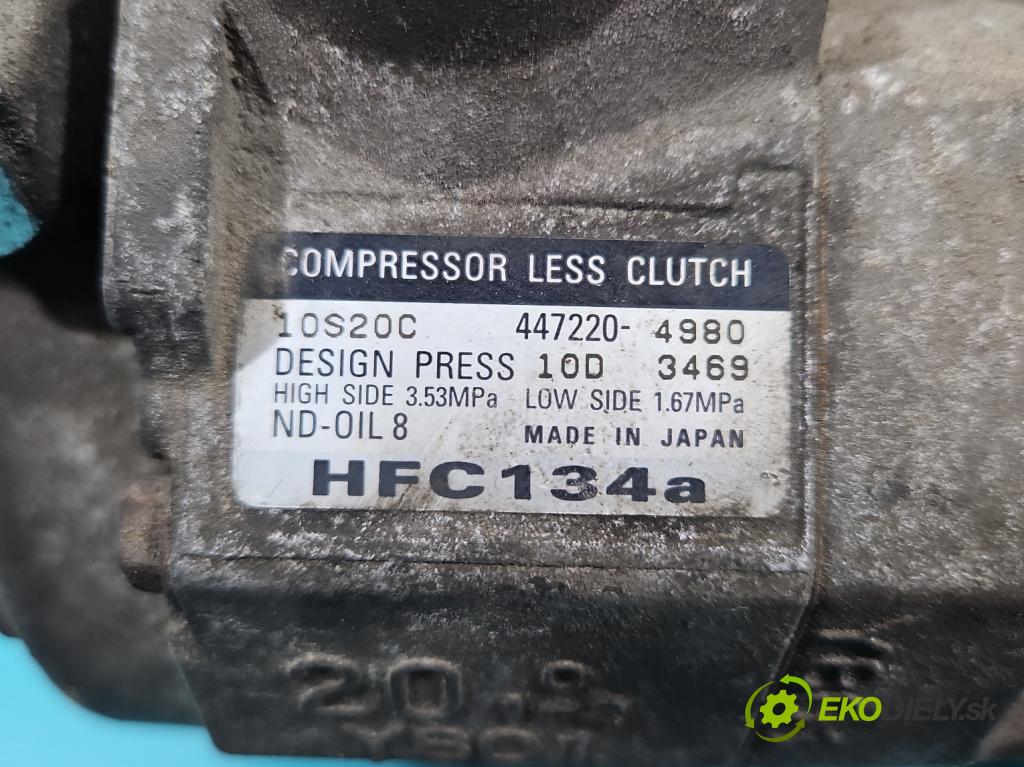 COMPRESSOR LESS CLUTCH
10S20C 447220- 4980
DESIGN PRESS 10D 3469
HIGH SIDE 3.53MPa LOW SIDE 1.67MPa
ND-OIL 8 MADE IN JAPAN
HFC134a
20
EKODIELY.sk